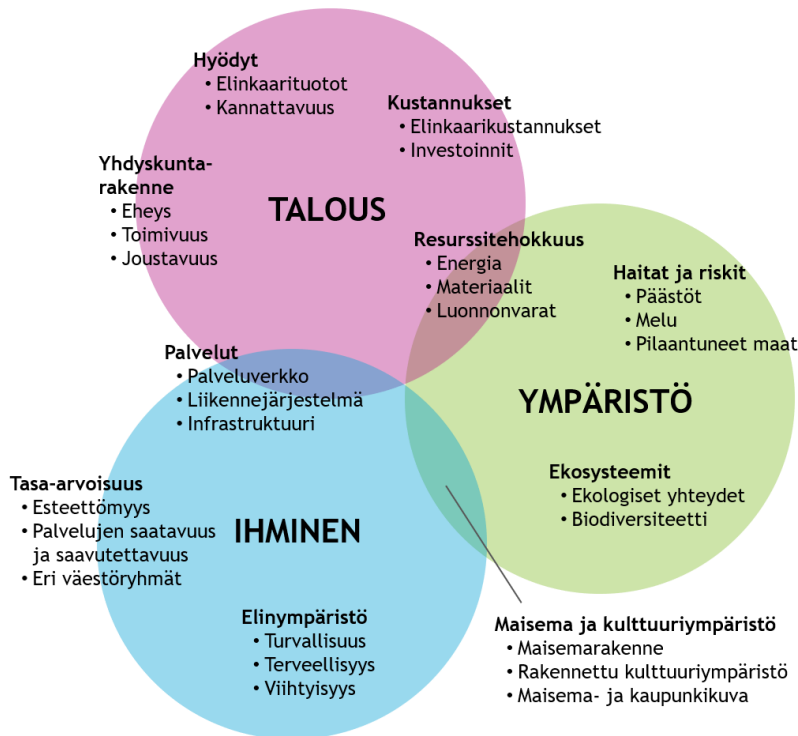 Hyödyt
• Elinkaarituotot
• Kannattavuus
Kustannukset
• Elinkaarikustannukset
• Investoinnit
Yhdyskunta-
rakenne
• Eheys
• Toimivuus
• Joustavuus
TALOUS
Resurssitehokkuus
• Energia
• Materiaalit
• Luonnonvarat
Haitat ja riskit
• Päästöt
• Melu
• Pilaantuneet maat
Palvelut
• Palveluverkko
• Liikennejärjestelmä
• Infrastruktuuri
YMPÄRISTÖ
Ekosysteemit
• Ekologiset yhteydet
• Biodiversiteetti
Tasa-arvoisuus
• Esteettömyys
• Palvelujen saatavuus
ja saavutettavuus
• Eri väestöryhmät
IHMINEN
Elinympäristö
• Turvallisuus
• Terveellisyys
• Viihtyisyys
Maisema ja kulttuuriympäristö
• Maisemarakenne
• Rakennettu kulttuuriympäristö
• Maisema- ja kaupunkikuva